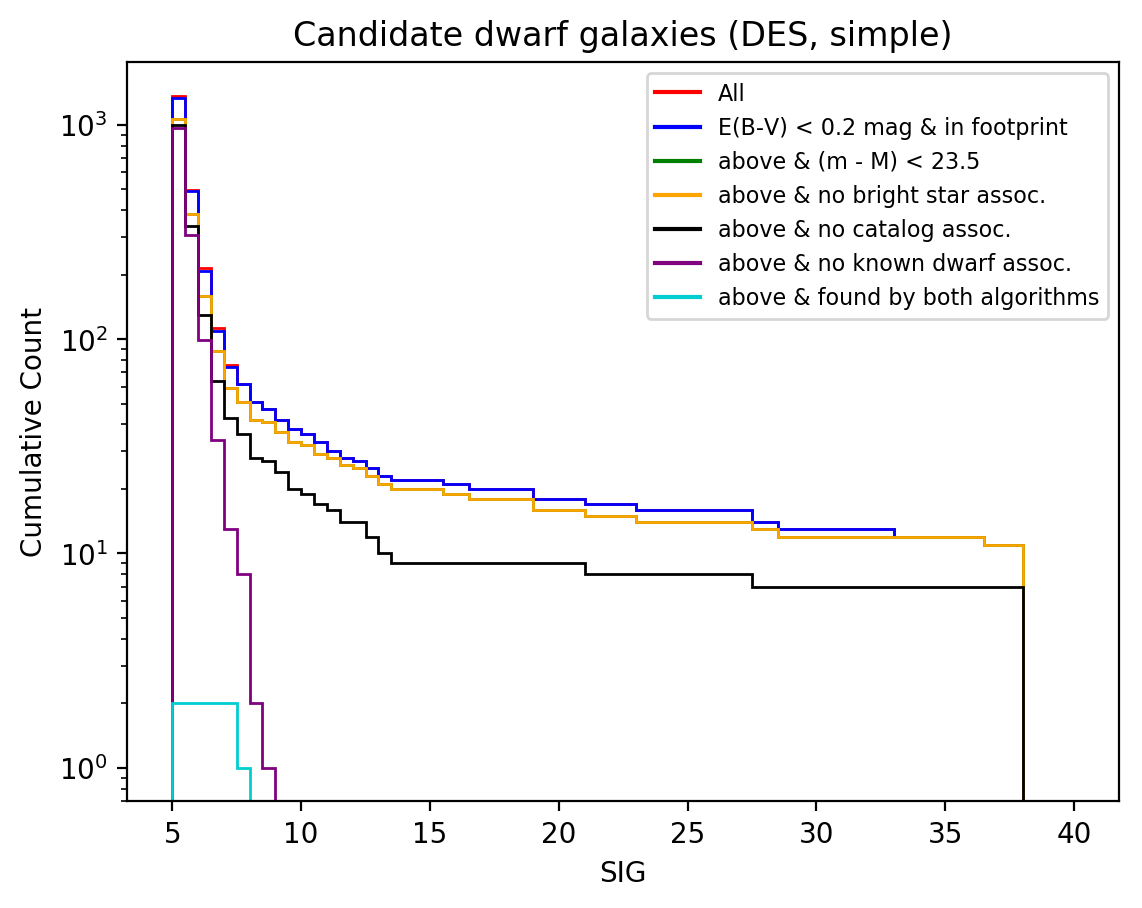 Candidate dwarf galaxies (DES, simple)
All
E(B-V) < 0.2 mag & in footprint
above & (m - M) < 23.5
above & no bright star assoc.
above & no catalog assoc.
above & no known dwarf assoc.
above & found by both algorithms
Cumulative Count
10³
10²
10¹
10⁰
5 10 15 20 25 30 35 40
SIG